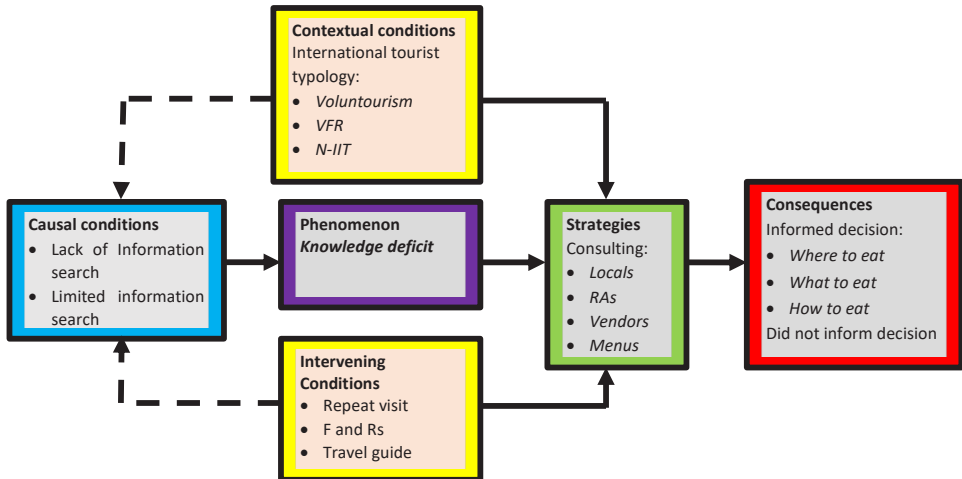 Contextual conditions
International tourist
typology:
• Voluntourism
• VFR
• N-IIT
Causal conditions
• Lack of Information
search
• Limited information
search
Phenomenon
Knowledge deficit
Strategies
Consulting:
• Locals
• RAs
• Vendors
• Menus
Consequences
Informed decision:
• Where to eat
• What to eat
• How to eat
Did not inform decision
Intervening
Conditions
• Repeat visit
• F and Rs
• Travel guide